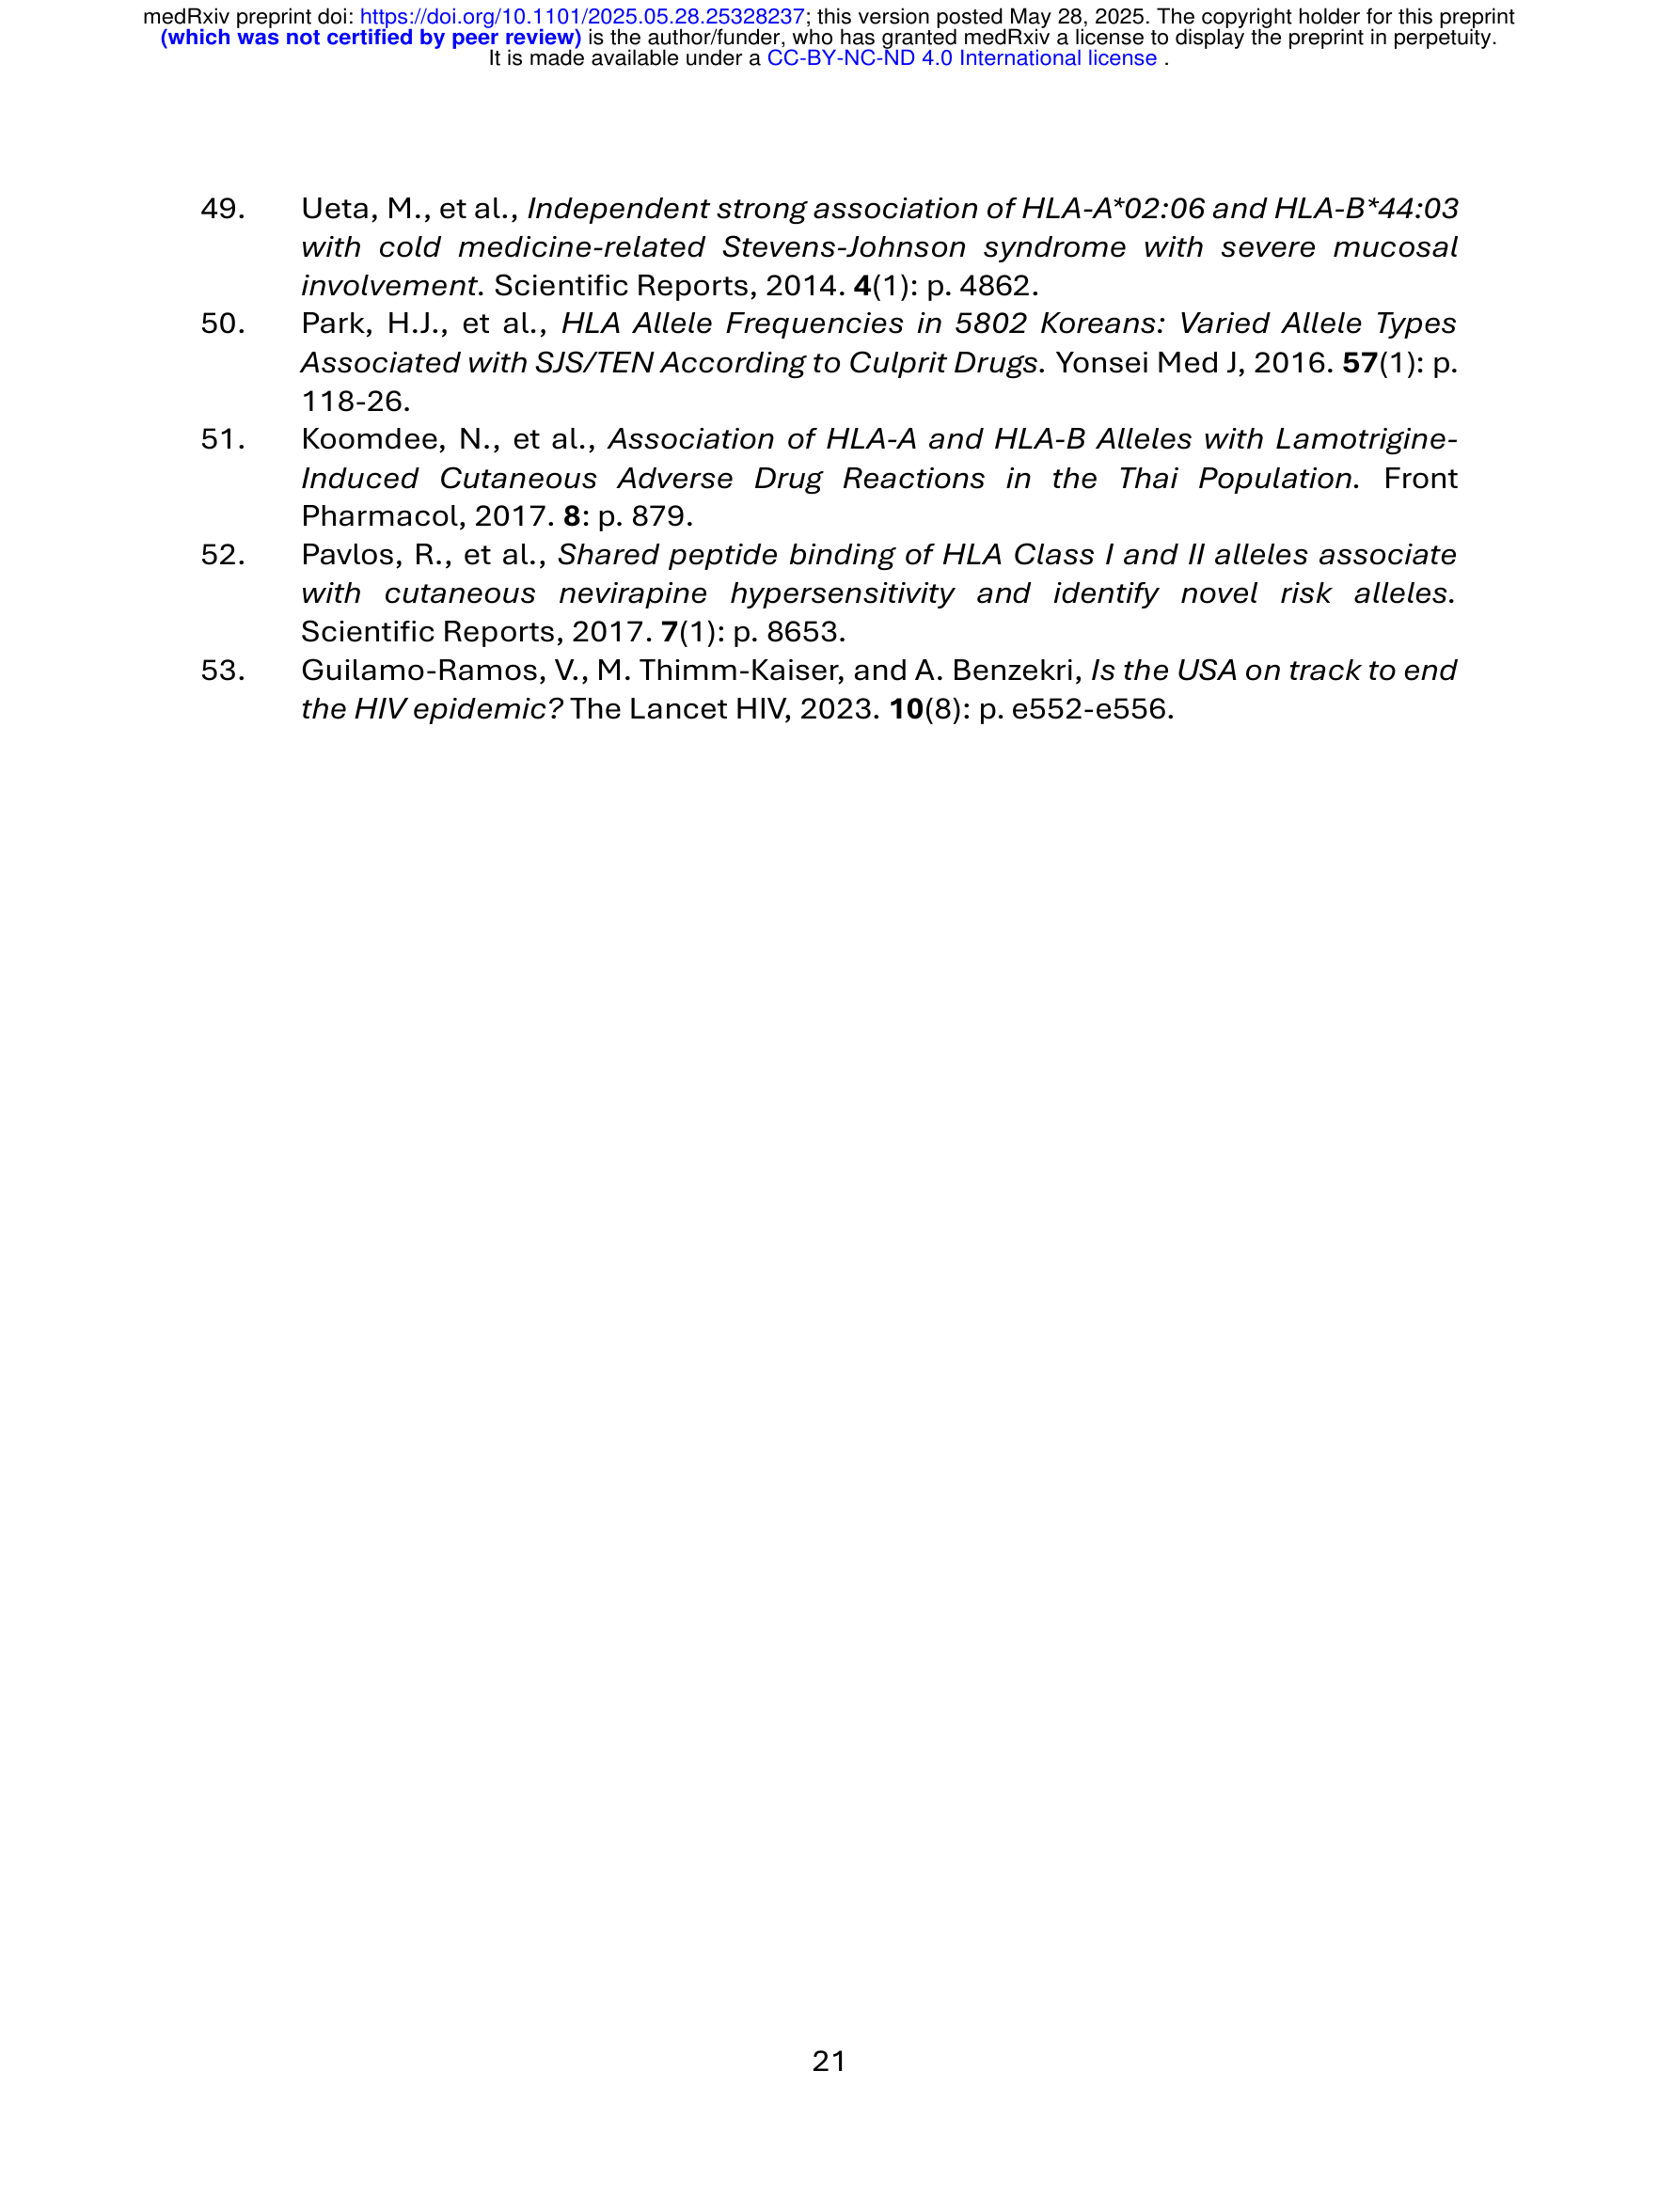 medRxiv preprint doi: https://doi.org/10.1101/2025.05.28.25328237; this version posted May 28, 2025. The copyright holder for this preprint
(which was not certified by peer review) is the author/funder, who has granted medRxiv a license to display the preprint in perpetuity.
It is made available under a CC-BY-NC-ND 4.0 International license .
49. Ueta, M., et al., Independent strong association of HLA-A*02:06 and HLA-B*44:03
with cold medicine-related Stevens-Johnson syndrome with severe mucosal
involvement. Scientific Reports, 2014. 4(1): p. 4862.
50. Park, H.J., et al., HLA Allele Frequencies in 5802 Koreans: Varied Allele Types
Associated with SJS/TEN According to Culprit Drugs. Yonsei Med J, 2016. 57(1): p.
118-26.
51. Koomdee, N., et al., Association of HLA-A and HLA-B Alleles with Lamotrigine-
Induced Cutaneous Adverse Drug Reactions in the Thai Population. Front
Pharmacol, 2017. 8: p. 879.
52. Pavlos, R., et al., Shared peptide binding of HLA Class I and II alleles associate
with cutaneous nevirapine hypersensitivity and identify novel risk alleles.
Scientific Reports, 2017. 7(1): p. 8653.
53. Guilamo-Ramos, V., M. Thimm-Kaiser, and A. Benzekri, Is the USA on track to end
the HIV epidemic? The Lancet HIV, 2023. 10(8): p. e552-e556.
21